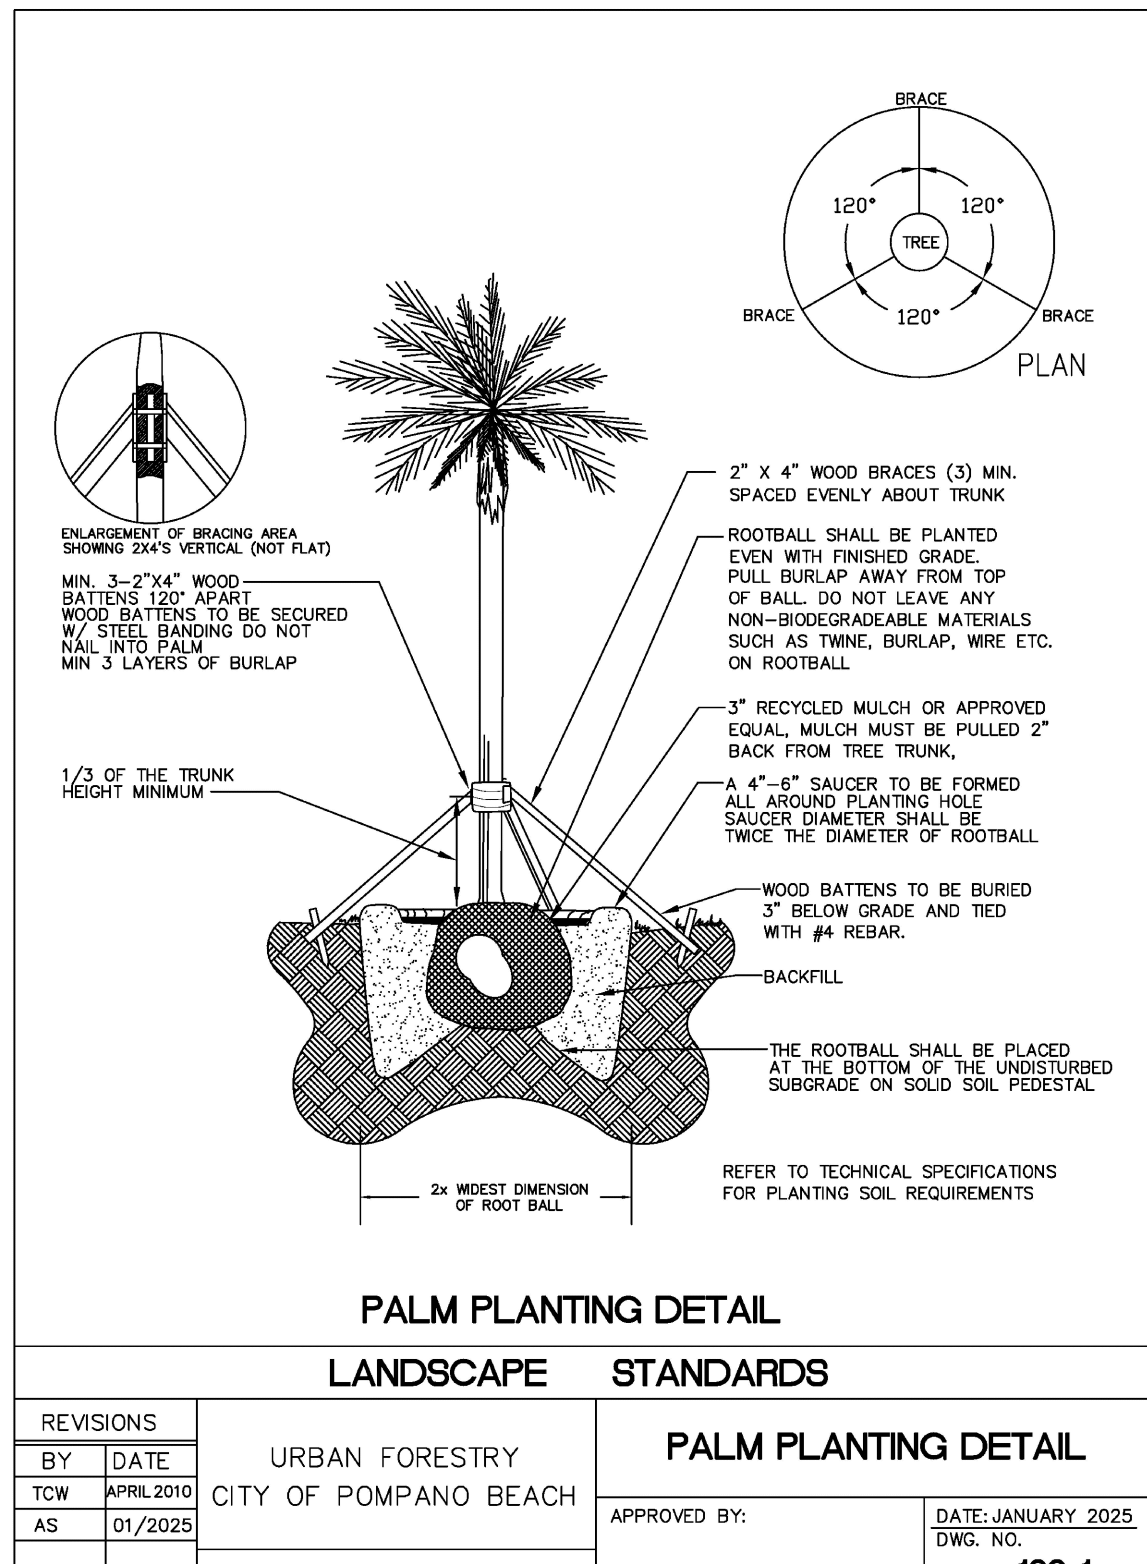 BRACE
120° 120°
TREE
120°
BRACE BRACE
PLAN
ENLARGEMENT OF BRACING AREA
SHOWING 2X4'S VERTICAL (NOT FLAT)
MIN. 3-2"X4" WOOD
BATTENS 120° APART
WOOD BATTENS TO BE SECURED
W/ STEEL BANDING DO NOT
NAIL INTO PALM
MIN 3 LAYERS OF BURLAP
1/3 OF THE TRUNK
HEIGHT MINIMUM
2" X 4" WOOD BRACES (3) MIN.
SPACED EVENLY ABOUT TRUNK
ROOTBALL SHALL BE PLANTED
EVEN WITH FINISHED GRADE.
PULL BURLAP AWAY FROM TOP
OF BALL. DO NOT LEAVE ANY
NON-BIODEGRADEABLE MATERIALS
SUCH AS TWINE, BURLAP, WIRE ETC.
ON ROOTBALL
3" RECYCLED MULCH OR APPROVED
EQUAL, MULCH MUST BE PULLED 2"
BACK FROM TREE TRUNK,
A 4"-6" SAUCER TO BE FORMED
ALL AROUND PLANTING HOLE
SAUCER DIAMETER SHALL BE
TWICE THE DIAMETER OF ROOTBALL
WOOD BATTENS TO BE BURIED
3" BELOW GRADE AND TIED
WITH #4 REBAR.
BACKFILL
THE ROOTBALL SHALL BE PLACED
AT THE BOTTOM OF THE UNDISTURBED
SUBGRADE ON SOLID SOIL PEDESTAL
2x WIDEST DIMENSION
OF ROOT BALL
REFER TO TECHNICAL SPECIFICATIONS
FOR PLANTING SOIL REQUIREMENTS
PALM PLANTING DETAIL
LANDSCAPE STANDARDS
REVISIONS
BY DATE
TCW APRIL 2010
AS 01/2025
URBAN FORESTRY
CITY OF POMPANO BEACH
PALM PLANTING DETAIL
APPROVED BY:
DATE: JANUARY 2025
DWG. NO.